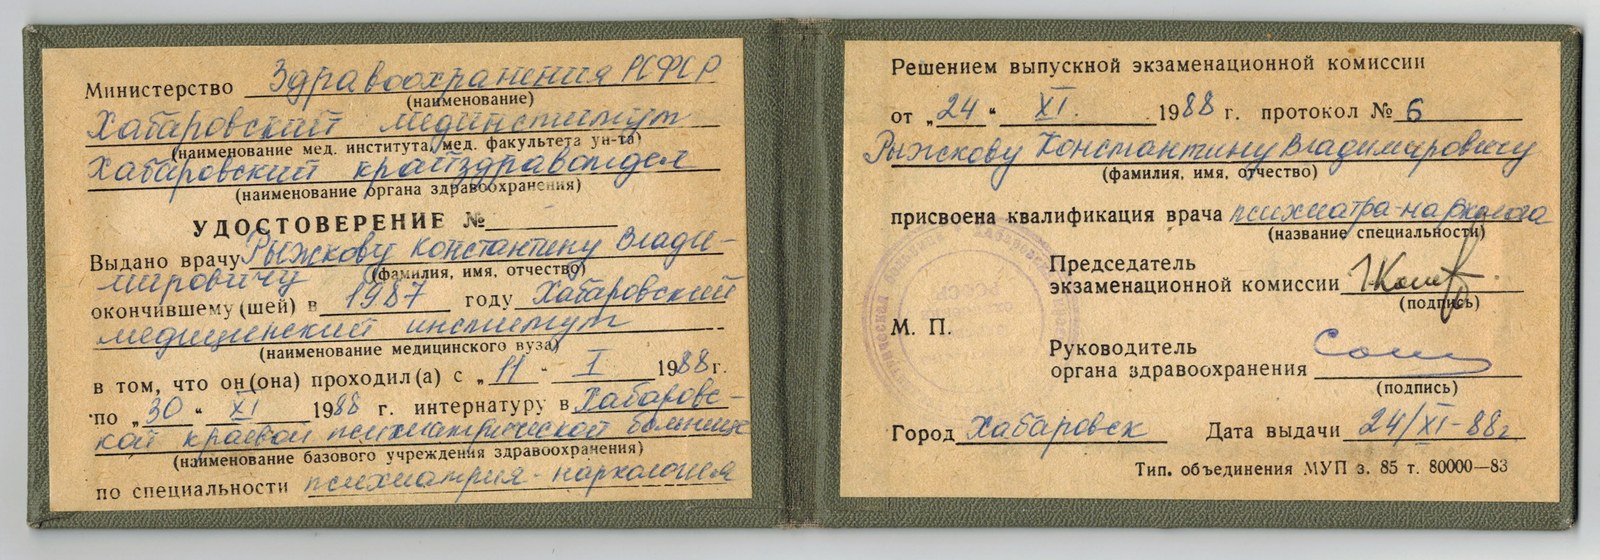 Министерство Здравоохранения РСФСР
(наименование)
Хабаровский мединститут
(наименование мед. института, мед. факультета ун-та)
Хабаровский крайздравотдел
(наименование органа здравоохранения)
УДОСТОВЕРЕНИЕ №
Выдано врачу Рыжкову Константину Влади-
мировичу
(фамилия, имя, отчество)
окончившему (шей) в 1987 году Хабаровский
медицинский институт
(наименование медицинского вуза)
в том, что он (она) проходил (а) с „11 - I 1988 г.
по „30“ XI 1988 г. интернатуру в Хабаровс-
кой краевой психиатрической больнице
(наименование базового учреждения здравоохранения)
по специальности психиатрия-наркология
Решением выпускной экзаменационной комиссии
от „24“ XI. 1988 г. протокол № 6
Рыжкову Константину Владимировичу
(фамилия, имя, отчество)
присвоена квалификация врача психиатра-нарколога
(название специальности)
Председатель
экзаменационной комиссии
(подпись)
М. П.
Руководитель
органа здравоохранения
(подпись)
Город Хабаровск Дата выдачи 24/XI-88г
Тип. объединения МУП з. 85 т. 80000—83